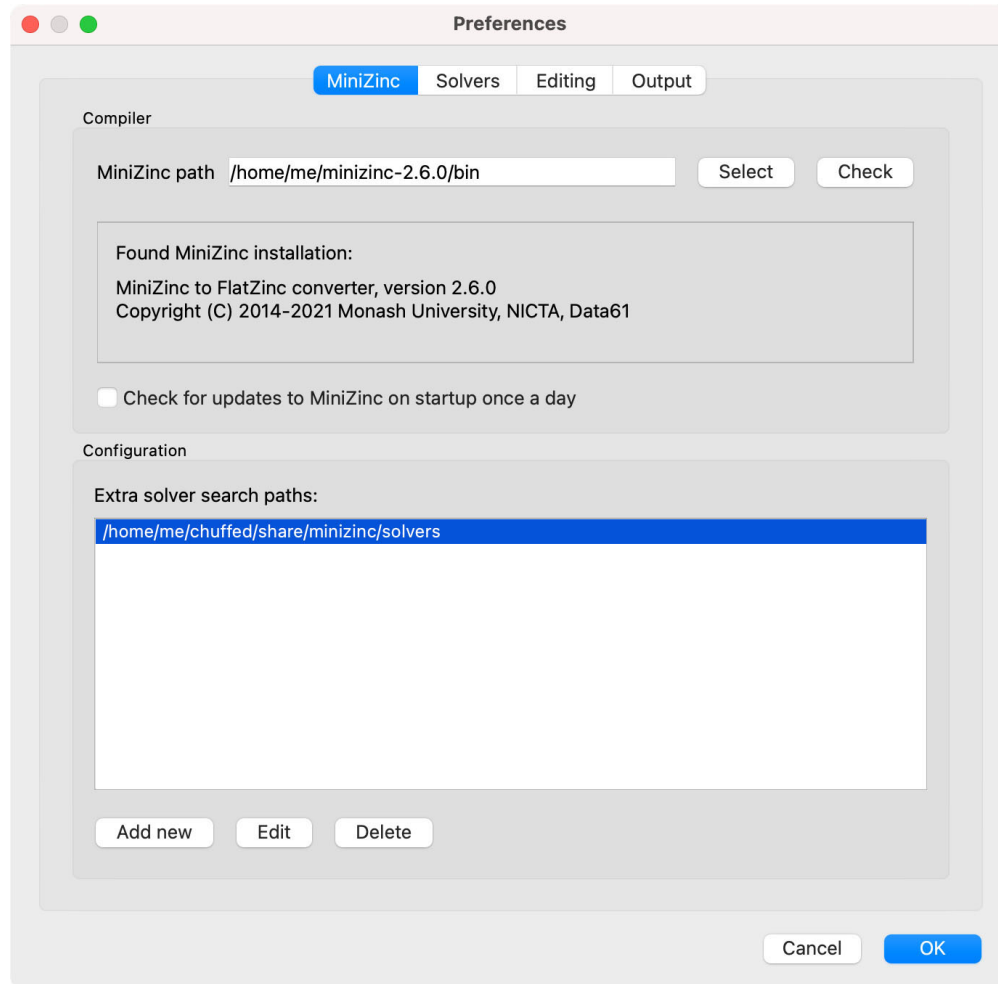 Preferences
MiniZinc Solvers Editing Output
Compiler
MiniZinc path /home/me/minizinc-2.6.0/bin Select Check
Found MiniZinc installation:
MiniZinc to FlatZinc converter, version 2.6.0
Copyright (C) 2014-2021 Monash University, NICTA, Data61
Check for updates to MiniZinc on startup once a day
Configuration
Extra solver search paths:
/home/me/chuffed/share/minizinc/solvers
Add new Edit Delete
Cancel OK